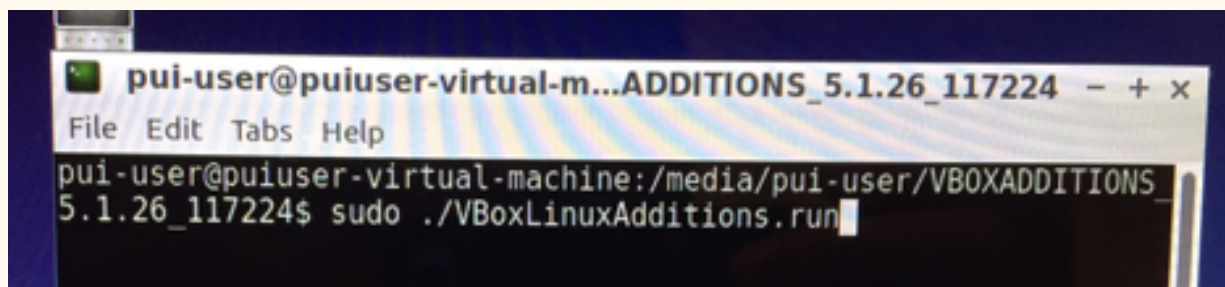 pui-user@puiuser-virtual-m...ADDITIONS_5.1.26_117224 － + ×
File Edit Tabs Help
pui-user@puiuser-virtual-machine:/media/pui-user/VBOXADDITIONS_
5.1.26_117224$ sudo ./VBoxLinuxAdditions.run